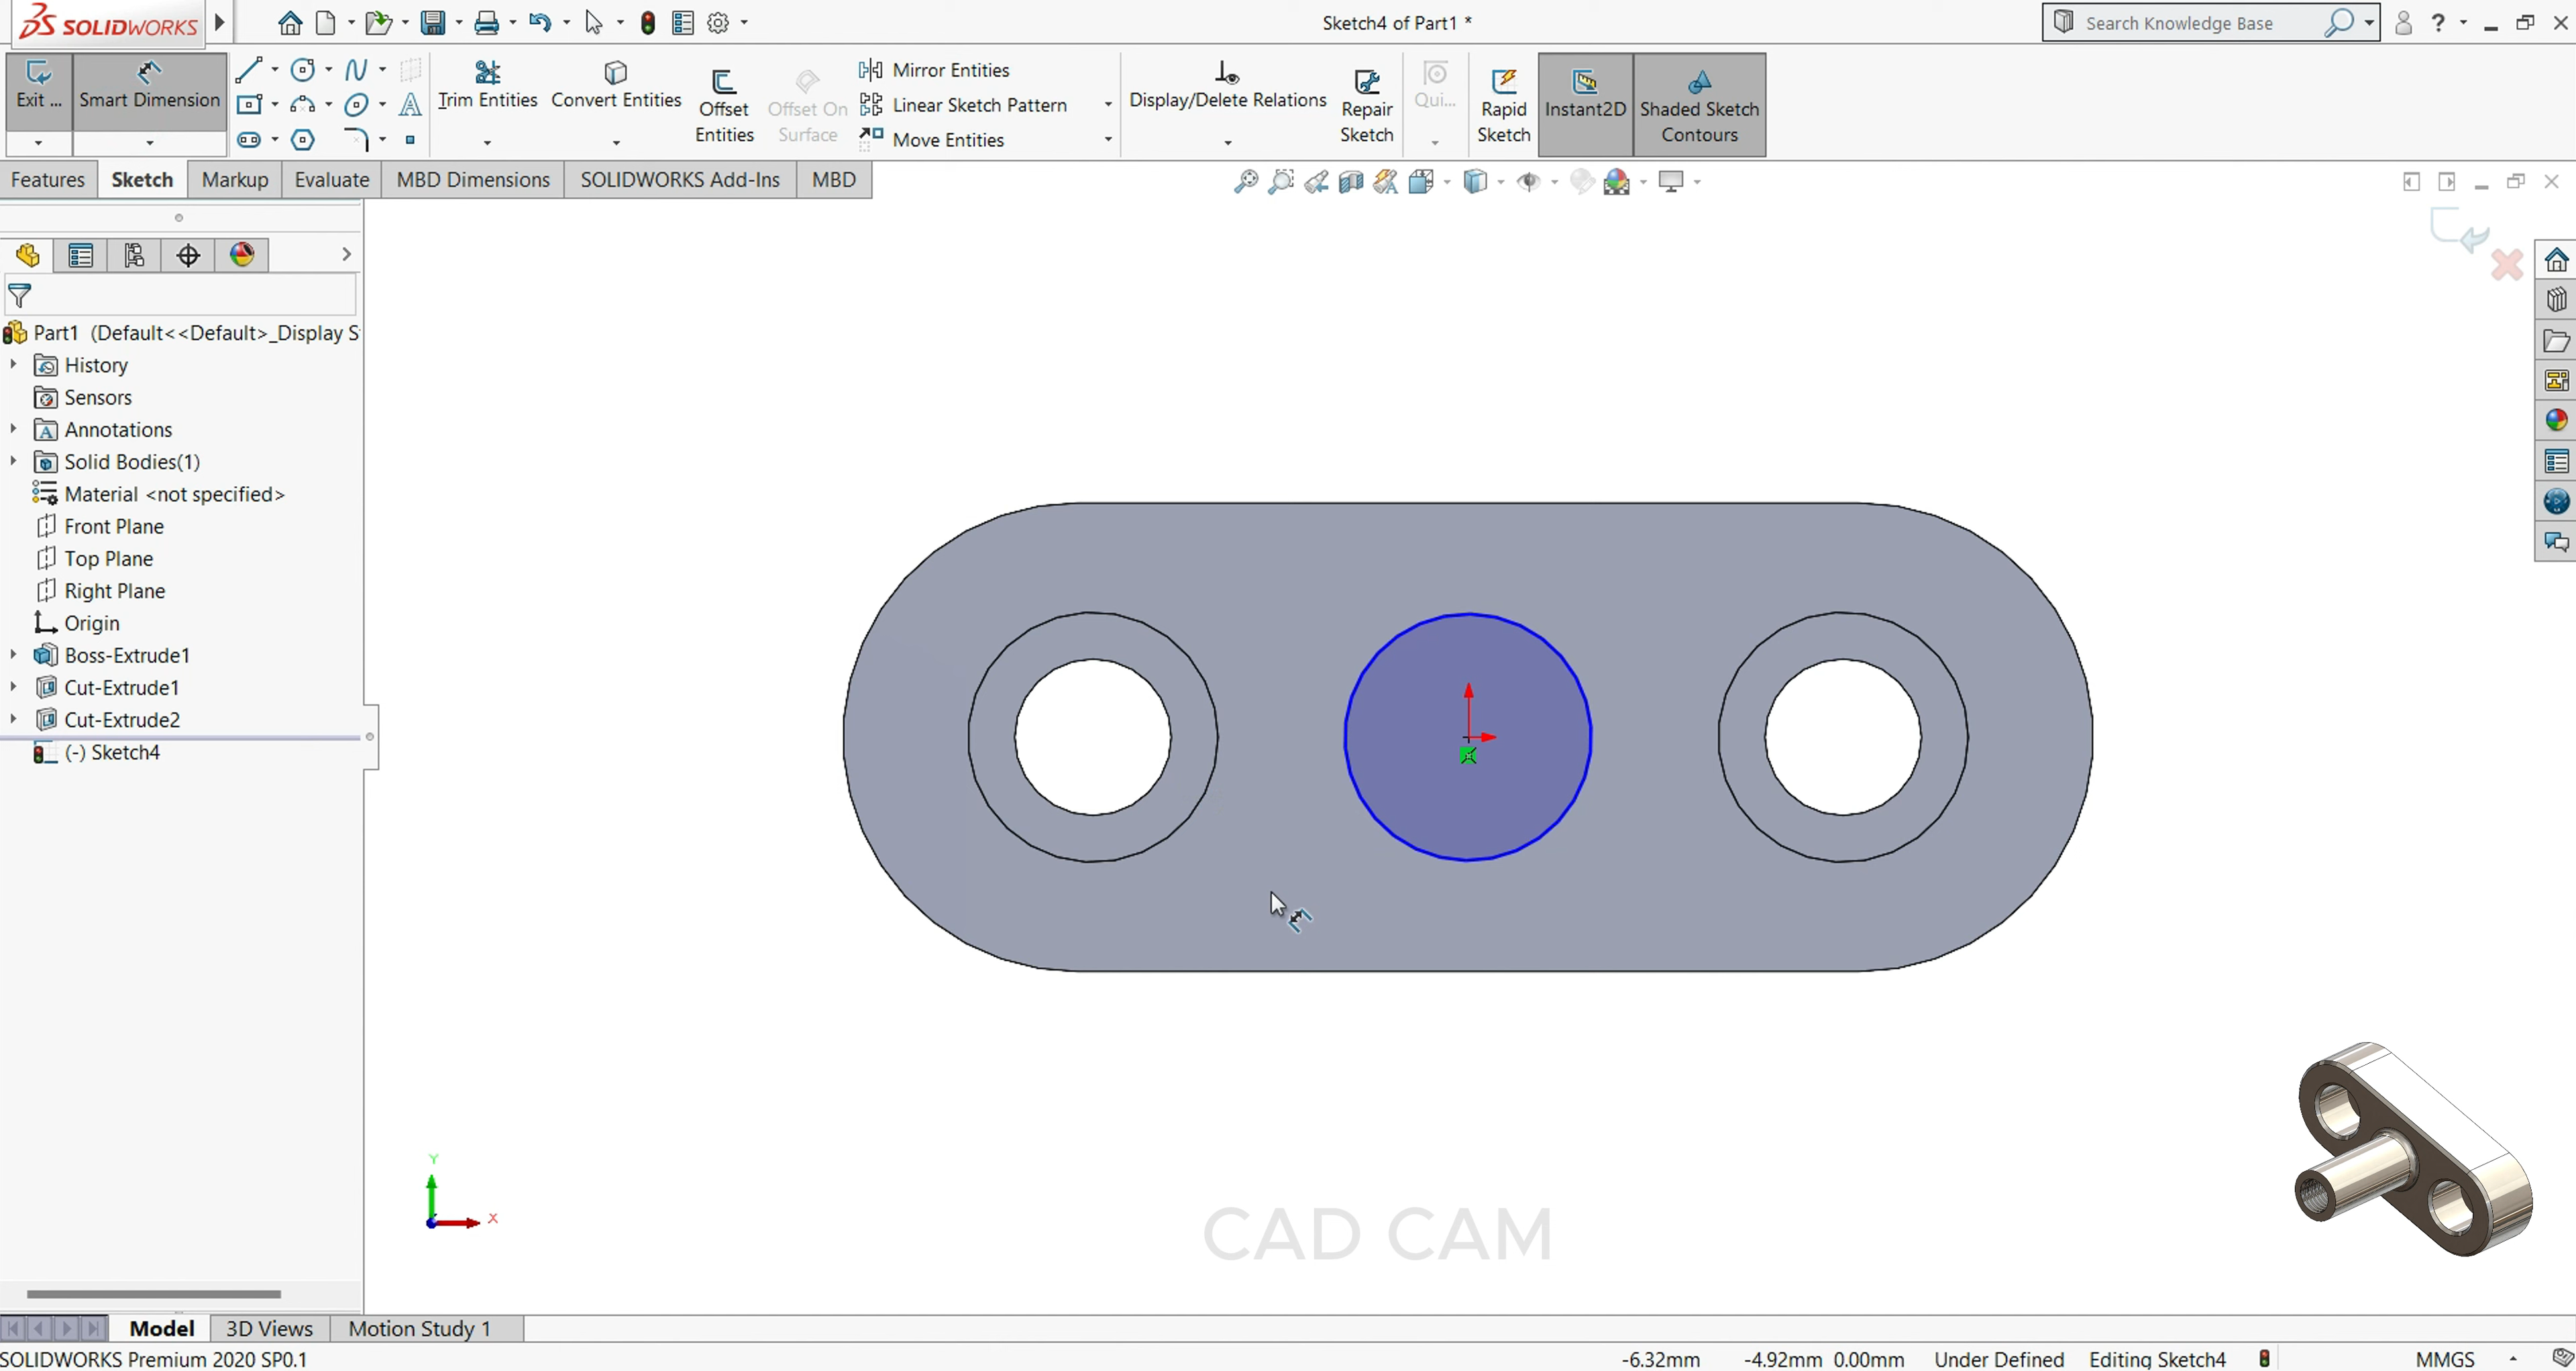 SOLIDWORKS
Sketch4 of Part1 *
Search Knowledge Base
?
Exit ...
Smart Dimension
Trim Entities
Convert Entities
Offset
Entities
Offset On
Surface
Mirror Entities
Linear Sketch Pattern
Move Entities
Display/Delete Relations
Repair
Sketch
Qui...
Rapid
Sketch
Instant2D
Shaded Sketch
Contours
Features
Sketch
Markup
Evaluate
MBD Dimensions
SOLIDWORKS Add-Ins
MBD
Part1 (Default<<Default>_Display S
History
Sensors
Annotations
Solid Bodies(1)
Material <not specified>
Front Plane
Top Plane
Right Plane
Origin
Boss-Extrude1
Cut-Extrude1
Cut-Extrude2
(-) Sketch4
Y
X
CAD CAM
Model
3D Views
Motion Study 1
SOLIDWORKS Premium 2020 SP0.1
-6.32mm
-4.92mm 0.00mm
Under Defined
Editing Sketch4
MMGS